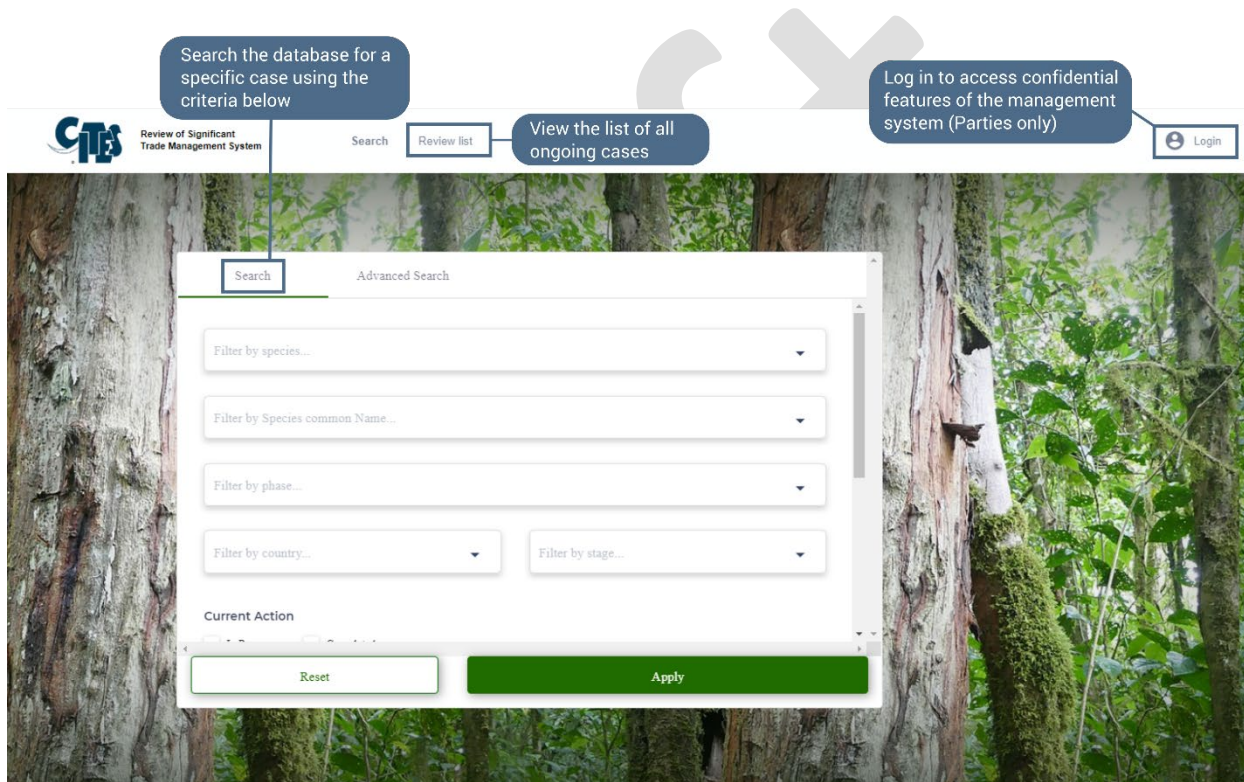 Search the database for a
specific case using the
criteria below
Log in to access confidential
features of the management
system (Parties only)
CITES
Review of Significant
Trade Management System
Search
Review list
View the list of all
ongoing cases
Login
Search
Advanced Search
Filter by species...
Filter by Species common Name...
Filter by phase...
Filter by country...
Filter by stage...
Current Action
Reset
Apply